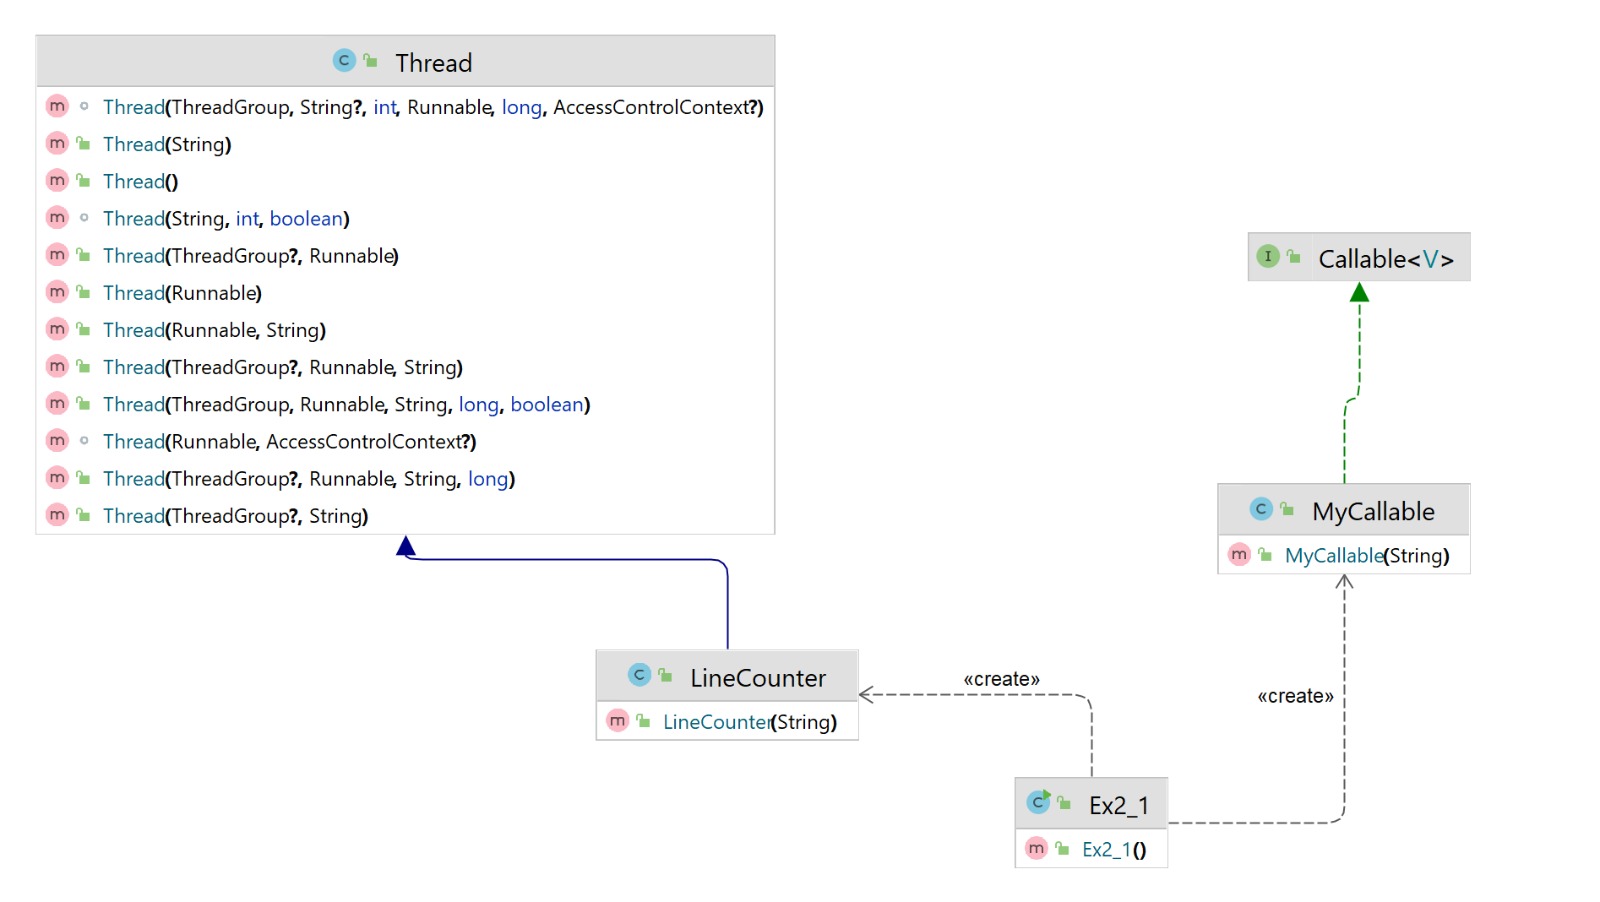 C Thread
m Thread(ThreadGroup, String?, int, Runnable, long, AccessControlContext?)
m Thread(String)
m Thread()
m Thread(String, int, boolean)
m Thread(ThreadGroup?, Runnable)
m Thread(Runnable)
m Thread(Runnable, String)
m Thread(ThreadGroup?, Runnable, String)
m Thread(ThreadGroup, Runnable, String, long, boolean)
m Thread(Runnable, AccessControlContext?)
m Thread(ThreadGroup?, Runnable, String, long)
m Thread(ThreadGroup?, String)
I Callable<V>
C MyCallable
m MyCallable(String)
C LineCounter
m LineCounter(String)
«create»
«create»
C Ex2_1
m Ex2_1()